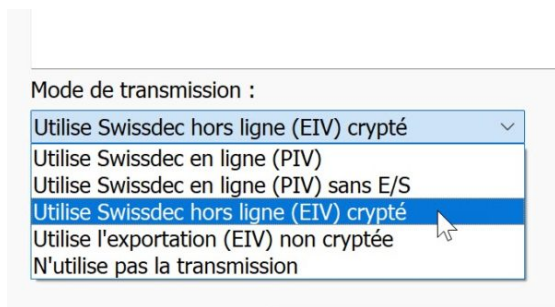 Mode de transmission :
Utilise Swissdec hors ligne (EIV) crypté
Utilise Swissdec en ligne (PIV)
Utilise Swissdec en ligne (PIV) sans E/S
Utilise Swissdec hors ligne (EIV) crypté
Utilise l'exportation (EIV) non cryptée
N'utilise pas la transmission